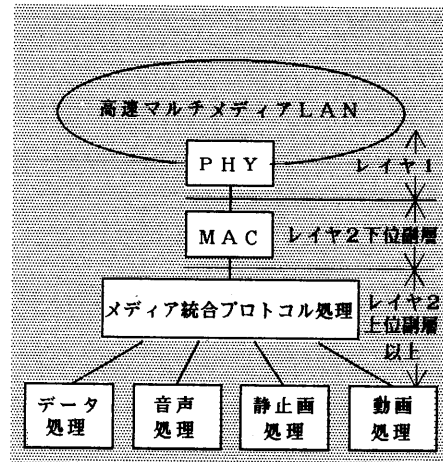 高速マルチメディアLAN
PHY
レイヤ1
MAC
レイヤ2下位副層
メディア統合プロトコル処理
レイヤ2
上位副層
以上
データ
処理
音声
処理
静止画
処理
動画
処理